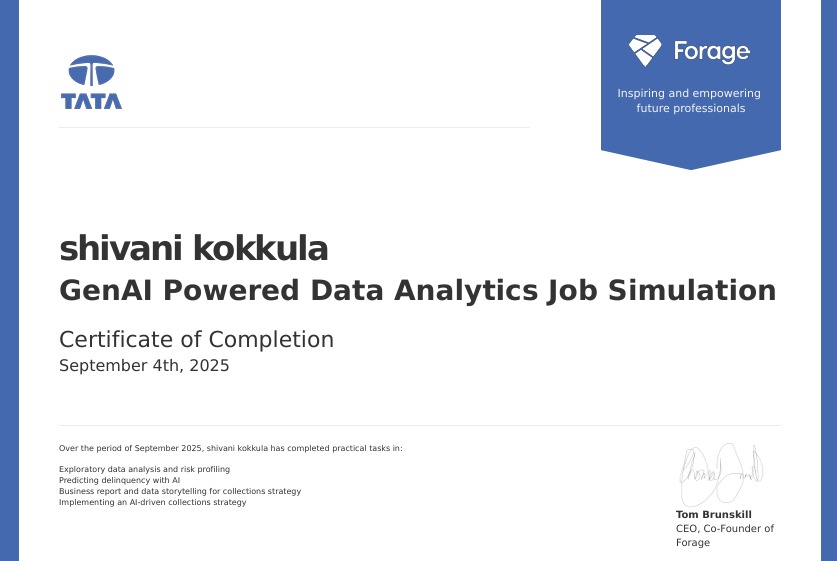 TATA
Forage
Inspiring and empowering
future professionals
shivani kokkula
GenAI Powered Data Analytics Job Simulation
Certificate of Completion
September 4th, 2025
Over the period of September 2025, shivani kokkula has completed practical tasks in:
Exploratory data analysis and risk profiling
Predicting delinquency with AI
Business report and data storytelling for collections strategy
Implementing an AI-driven collections strategy
Tom Brunskill
CEO, Co-Founder of
Forage